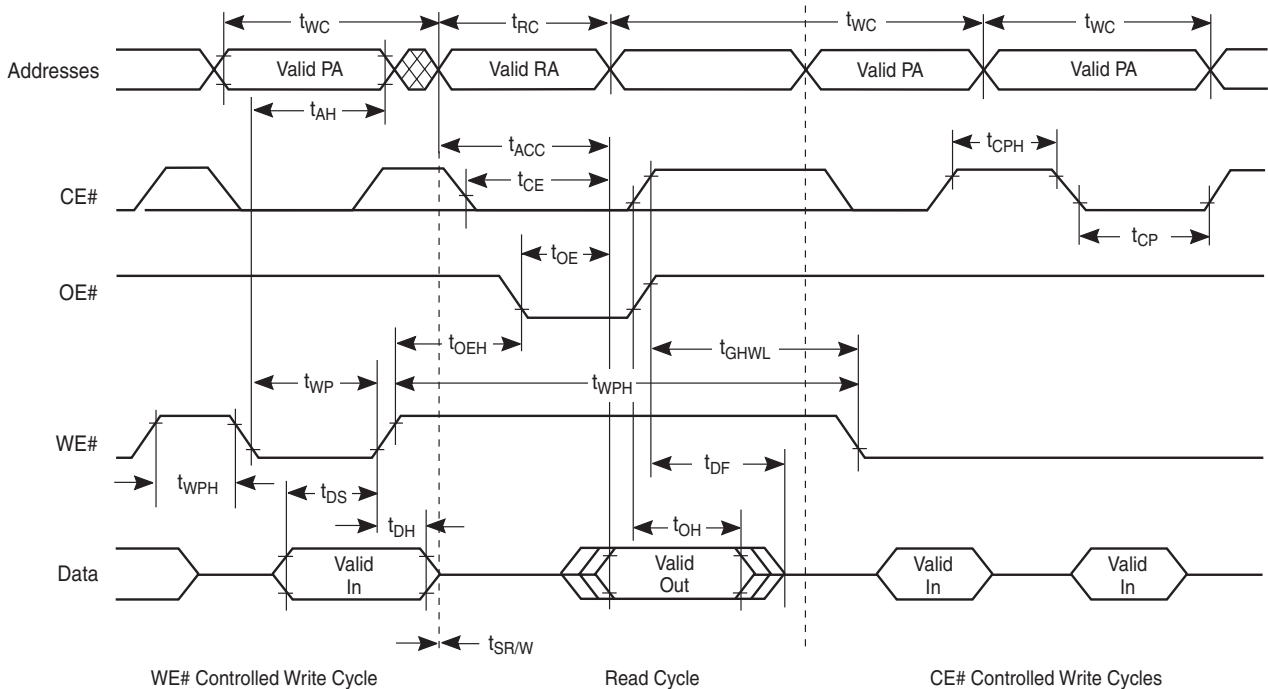 tWC tRC tWC tWC
Addresses Valid PA Valid RA Valid PA Valid PA
tAH
tACC
tCPH
CE# tCE
tCP
tOE
OE#
tOEH tGHWL
tWP tWPH
WE#
tWPH tDS tDF
tDH tOH
Data Valid In Valid Out Valid In Valid In
tSR/W
WE# Controlled Write Cycle Read Cycle CE# Controlled Write Cycles